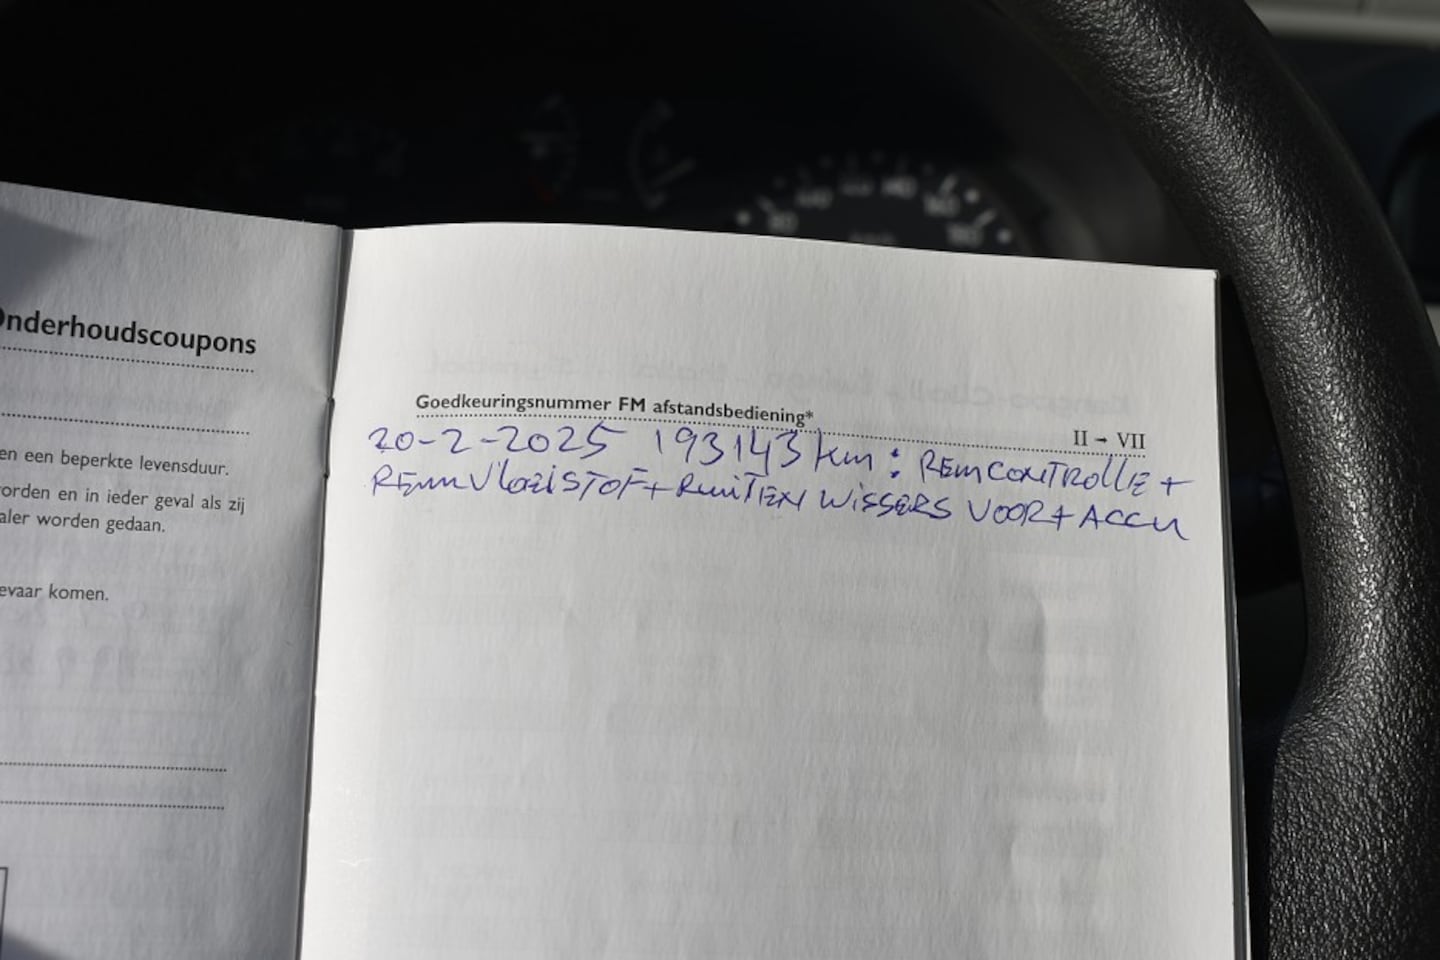 Onderhoudscoupons
en een beperkte levensduur.
orden en in ieder geval als zij
aler worden gedaan.
evaar komen.
Goedkeuringsnummer FM afstandsbediening*
II → VII
20-2-2025 193143 km: REMCONTROLLE +
REMVLOEISTOF + RUITEN WISSERS VOOR + ACCU